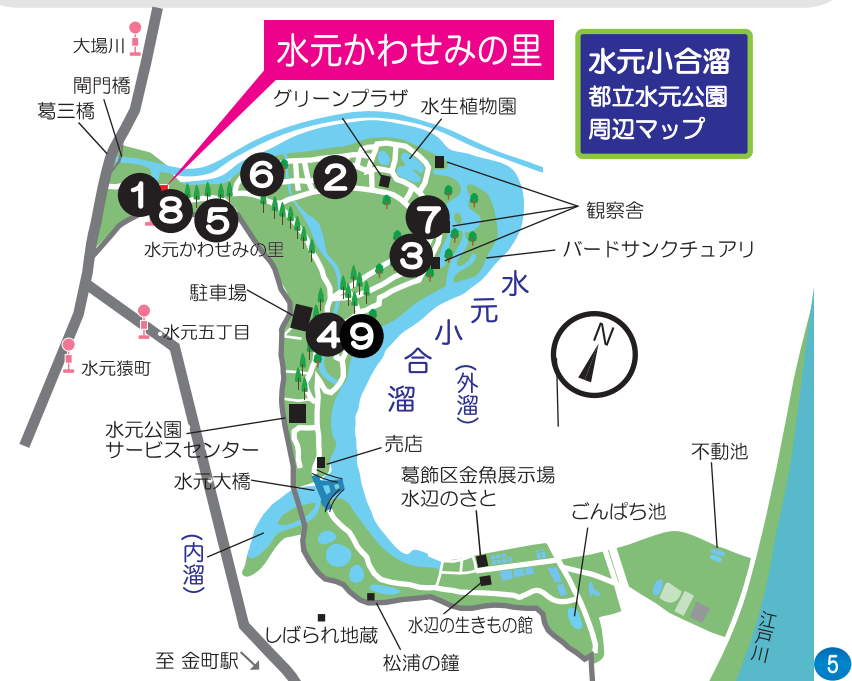 水元かわせみの里
水元小合溜
都立水元公園
周辺マップ
大場川
閘門橋
葛三橋
グリーンプラザ
水生植物園
1
8
5
6
2
7
3
観察舎
バードサンクチュアリ
水元かわせみの里
駐車場
水元五丁目
水元猿町
4
9
水元小合溜
(外溜)
N
水元公園
サービスセンター
売店
水元大橋
葛飾区金魚展示場
水辺のさと
不動池
ごんぱち池
(内溜)
しばられ地蔵
水辺の生きもの館
松浦の鐘
至 金町駅
江戸川
5